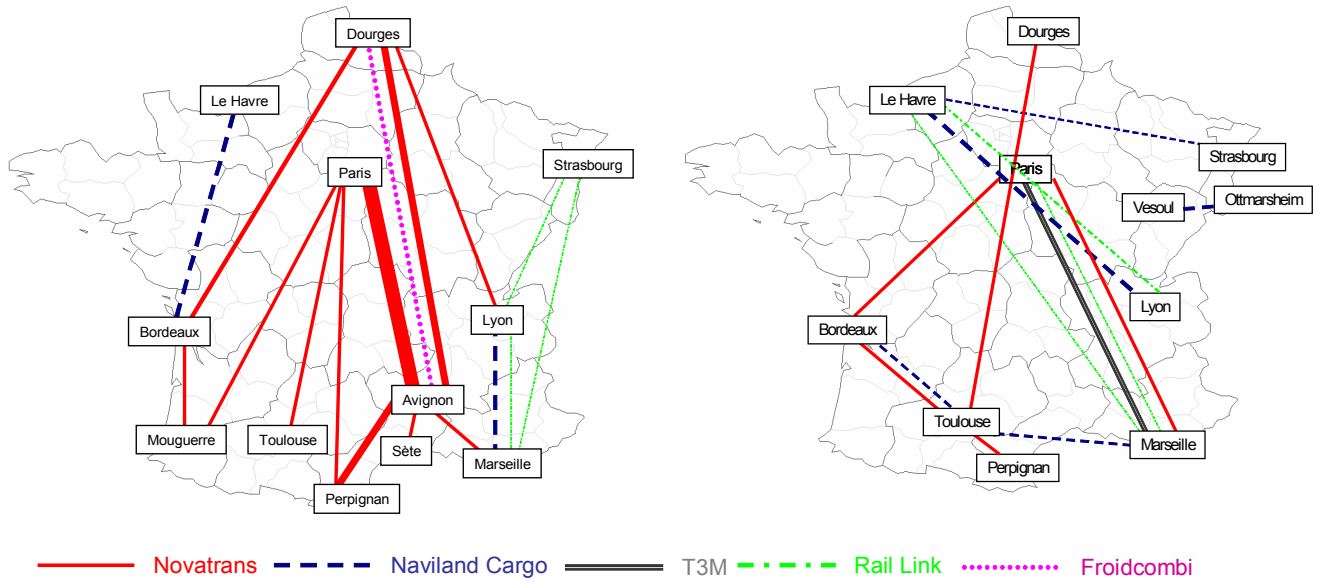 Dourges
Le Havre
Paris
Strasbourg
Bordeaux
Lyon
Avignon
Mouguerre
Toulouse
Sète
Marseille
Perpignan
Dourges
Le Havre
Paris
Strasbourg
Vesoul
Ottmarsheim
Lyon
Bordeaux
Toulouse
Marseille
Perpignan
Novatrans Naviland Cargo T3M Rail Link Froidcombi